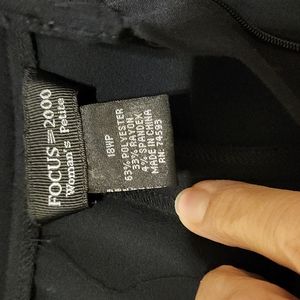 FOCUS 2000
Woman's Petite
18WP
63% POLYESTER
33% RAYON
4% SPANDEX
MADE IN CHINA
RN: 74593